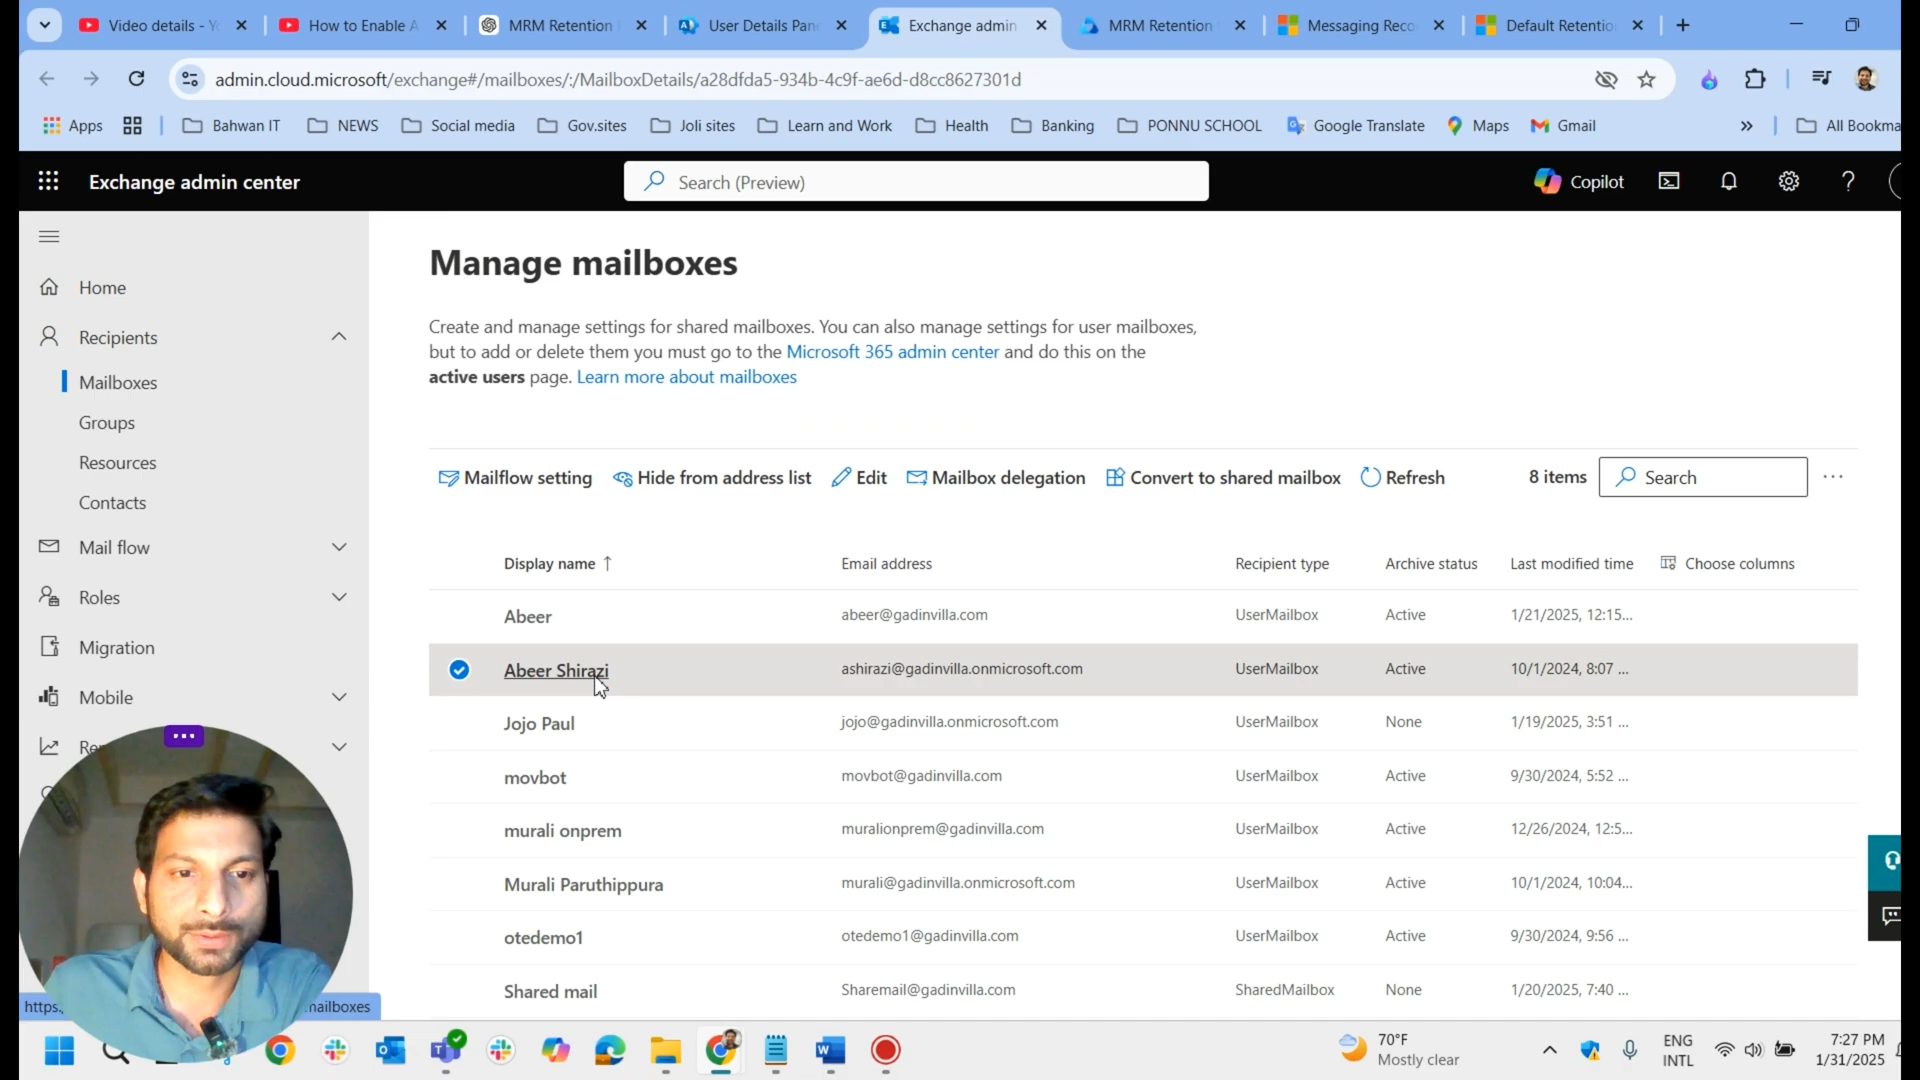 Video details - Y
How to Enable A
MRM Retention
User Details Pan
Exchange admin
MRM Retention
Messaging Reco
Default Retentio
admin.cloud.microsoft/exchange#/mailboxes/:/MailboxDetails/a28dfda5-934b-4c9f-ae6d-d8cc8627301d
Apps
Bahwan IT
NEWS
Social media
Gov.sites
Joli sites
Learn and Work
Health
Banking
PONNU SCHOOL
Google Translate
Maps
Gmail
»
All Bookma
Exchange admin center
Search (Preview)
Copilot
?
Home
Recipients
Mailboxes
Groups
Resources
Contacts
Mail flow
Roles
Migration
Mobile
Re
Manage mailboxes
Create and manage settings for shared mailboxes. You can also manage settings for user mailboxes,
but to add or delete them you must go to the Microsoft 365 admin center and do this on the
active users page. Learn more about mailboxes
Mailflow setting
Hide from address list
Edit
Mailbox delegation
Convert to shared mailbox
Refresh
8 items
Search
Display name ↑ Email address Recipient type Archive status Last modified time Choose columns
Abeer abeer@gadinvilla.com UserMailbox Active 1/21/2025, 12:15...
Abeer Shirazi ashirazi@gadinvilla.onmicrosoft.com UserMailbox Active 10/1/2024, 8:07 ...
Jojo Paul jojo@gadinvilla.onmicrosoft.com UserMailbox None 1/19/2025, 3:51 ...
movbot movbot@gadinvilla.com UserMailbox Active 9/30/2024, 5:52 ...
murali onprem muralionprem@gadinvilla.com UserMailbox Active 12/26/2024, 12:5...
Murali Paruthippura murali@gadinvilla.onmicrosoft.com UserMailbox Active 10/1/2024, 10:04...
otedemo1 otedemo1@gadinvilla.com UserMailbox Active 9/30/2024, 9:56 ...
Shared mail Sharemail@gadinvilla.com SharedMailbox None 1/20/2025, 7:40 ...
https:
nailboxes
70°F
Mostly clear
ENG
INTL
7:27 PM
1/31/2025